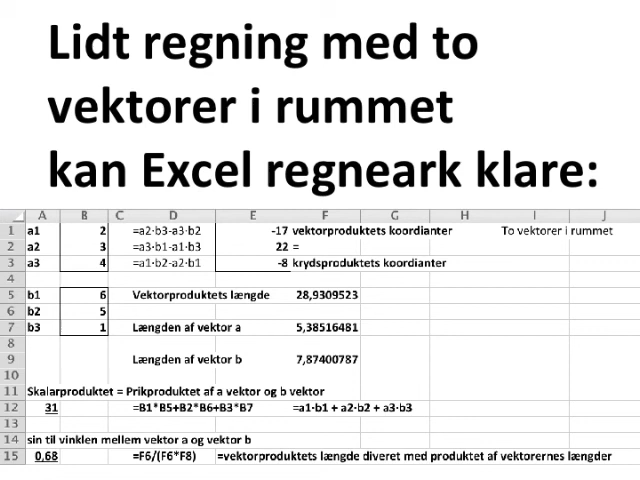 Lidt regning med to
vektorer i rummet
kan Excel regneark klare:
A B C D E F G H I J
1 a1 2 =a2·b3-a3·b2 -17 vektorproduktets koordianter To vektorer i rummet
2 a2 3 =a3·b1-a1·b3 22 =
3 a3 4 =a1·b2-a2·b1 -8 krydsproduktets koordianter
4
5 b1 6 Vektorproduktets længde 28,9309523
6 b2 5
7 b3 1 Længden af vektor a 5,38516481
8
9 Længden af vektor b 7,87400787
10
11 Skalarproduktet = Prikproduktet af a vektor og b vektor
12 31 =B1*B5+B2*B6+B3*B7 =a1·b1 + a2·b2 + a3·b3
13
14 sin til vinklen mellem vektor a og vektor b
15 0,68 =F6/(F6*F8) =vektorproduktets længde diveret med produktet af vektorernes længder